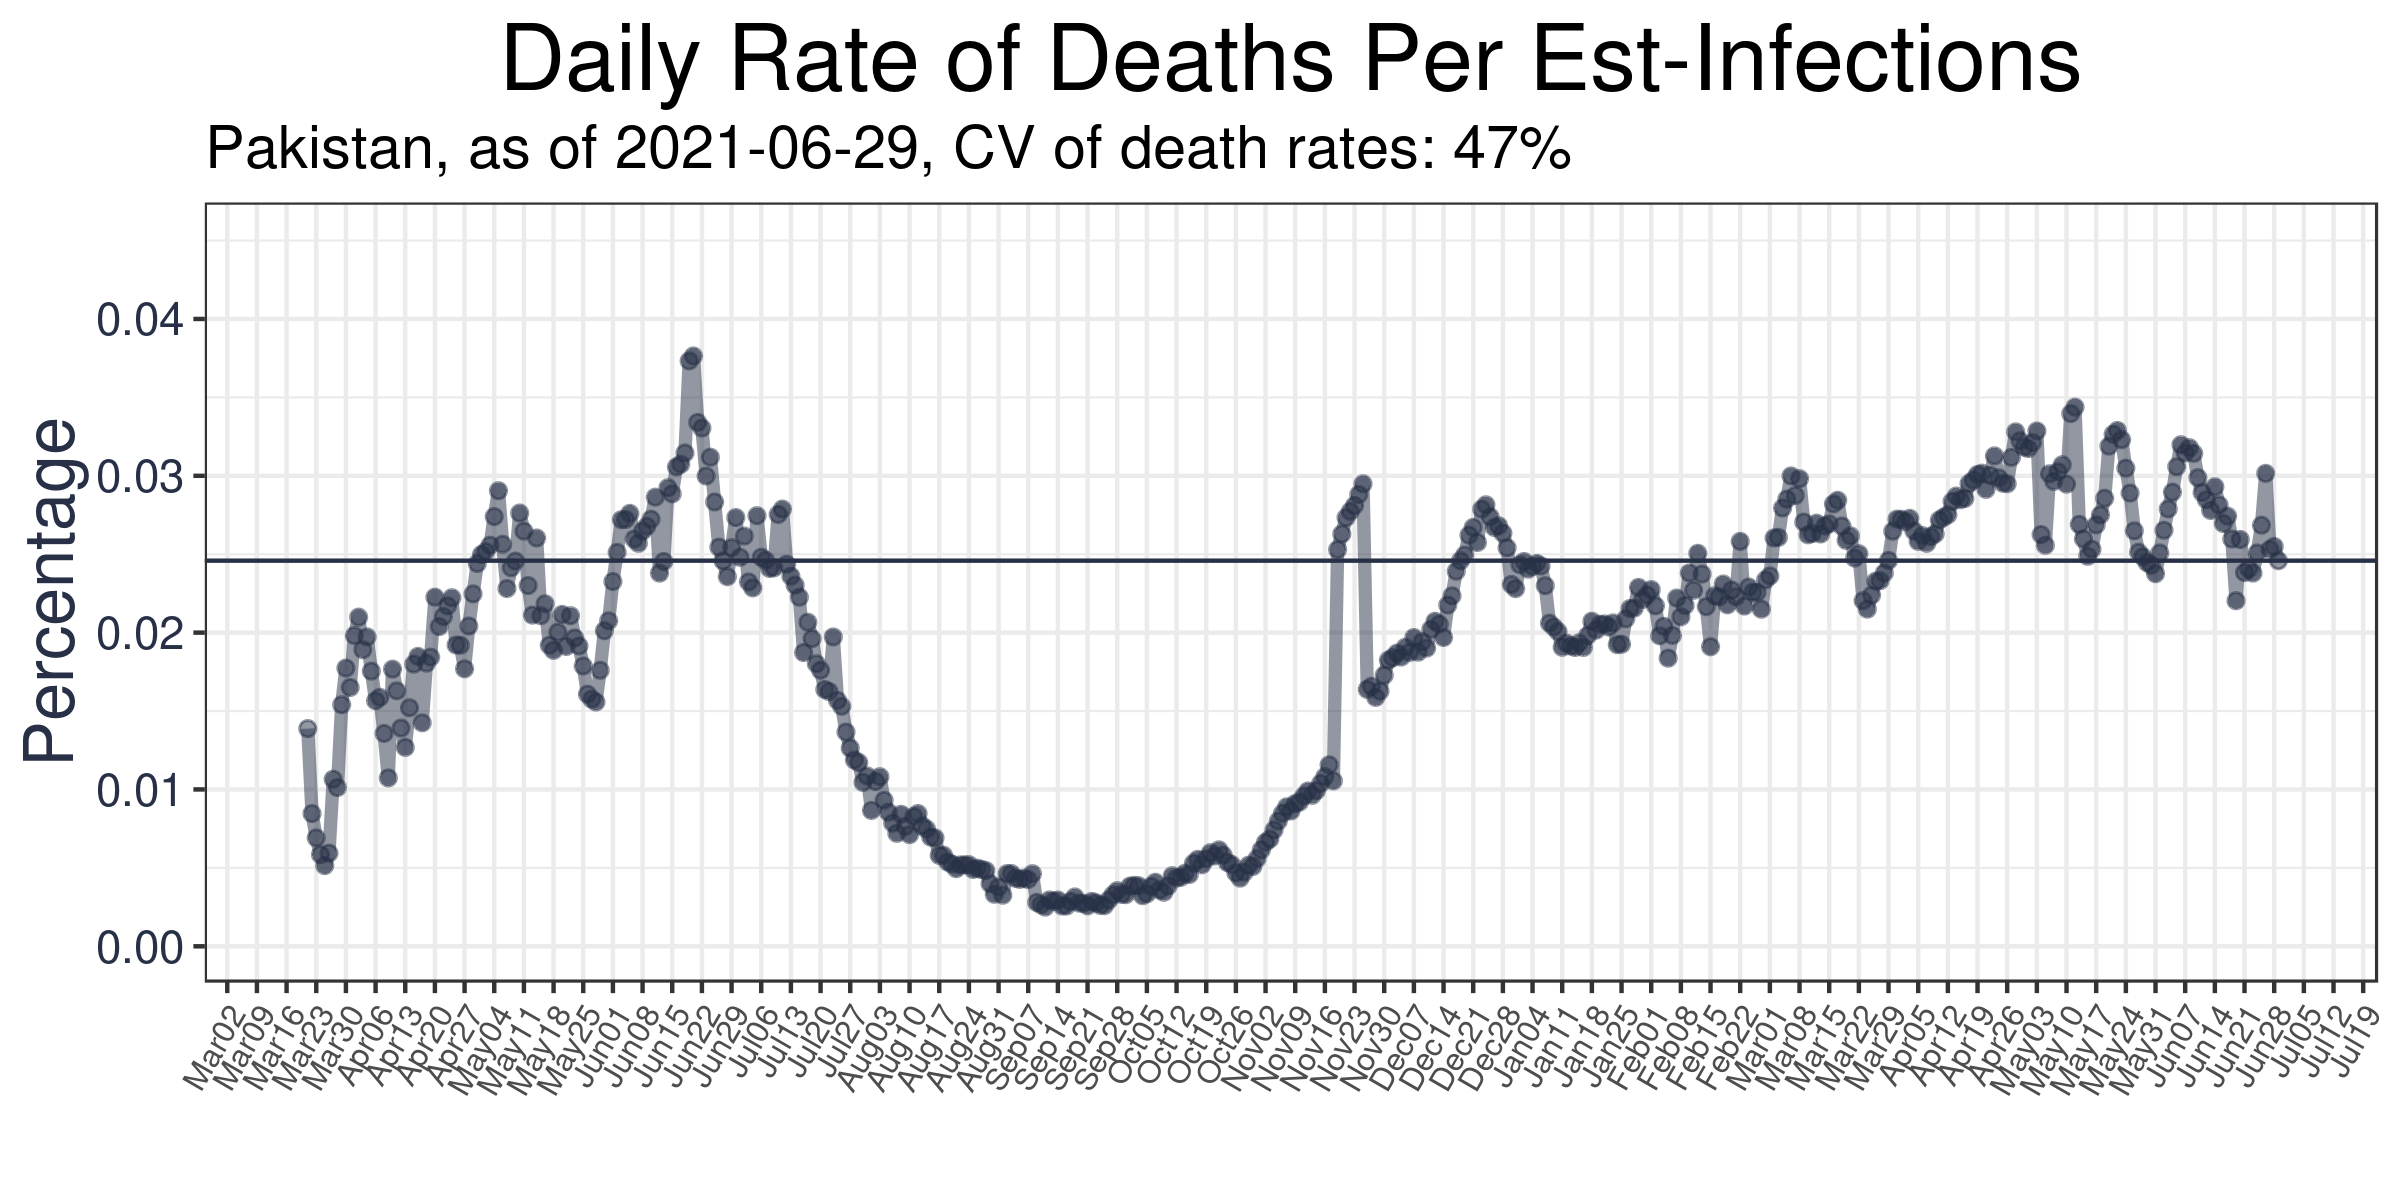 Daily Rate of Deaths Per Est-Infections
Pakistan, as of 2021-06-29, CV of death rates: 47%
Percentage
0.04
0.03
0.02
0.01
0.00
Mar02 Mar09 Mar16 Mar23 Mar30 Apr06 Apr13 Apr20 Apr27 May04 May11 May18 May25 Jun01 Jun08 Jun15 Jun22 Jun29 Jul06 Jul13 Jul20 Jul27 Aug03 Aug10 Aug17 Aug24 Aug31 Sep07 Sep14 Sep21 Sep28 Oct05 Oct12 Oct19 Oct26 Nov02 Nov09 Nov16 Nov23 Nov30 Dec07 Dec14 Dec21 Dec28 Jan04 Jan11 Jan18 Jan25 Feb01 Feb08 Feb15 Feb22 Mar01 Mar08 Mar15 Mar22 Mar29 Apr05 Apr12 Apr19 Apr26 May03 May10 May17 May24 May31 May07 Jun14 Jun14 Jun21 Jun28 Jul05 Jul12 Jul19